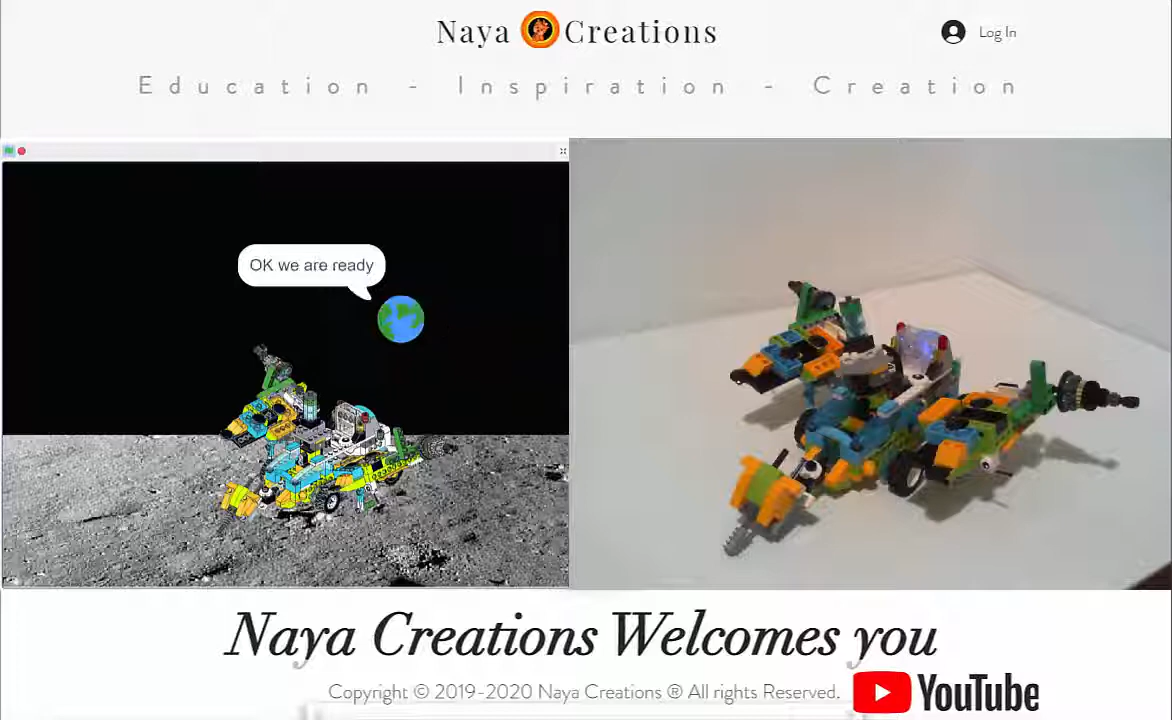 Naya Creations
Log In
Education - Inspiration - Creation
OK we are ready
Naya Creations Welcomes you
Copyright © 2019-2020 Naya Creations ® All rights Reserved.
YouTube